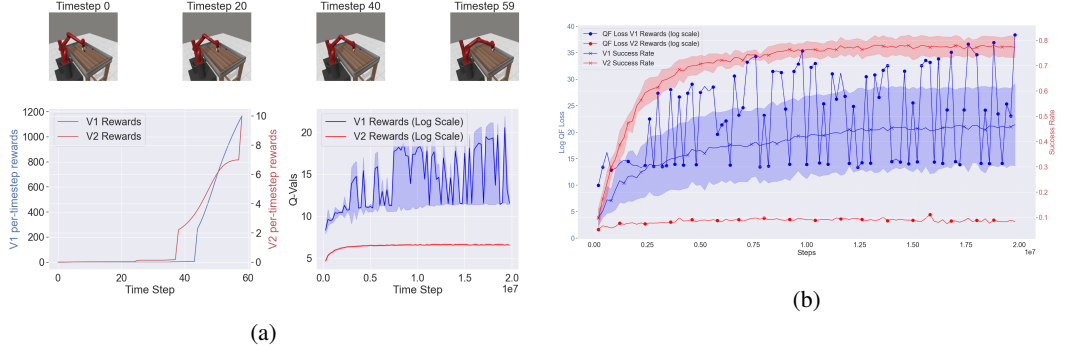 Timestep 0
Timestep 20
Timestep 40
Timestep 59
1200
1000
800
600
400
200
0
V1 per-timestep rewards
V1 Rewards
V2 Rewards
10
8
6
4
2
0
V2 per-timestep rewards
0
20
40
60
Time Step
20
15
10
5
Q-Vals
V1 Rewards (Log Scale)
V2 Rewards (Log Scale)
0.0
0.5
1.0
1.5
2.0
1e7
Time Step
(a)
40
35
30
25
20
15
10
5
0
Log QF Loss
QF Loss V1 Rewards (log scale)
QF Loss V2 Rewards (log scale)
V1 Success Rate
V2 Success Rate
0.8
0.7
0.6
0.5
0.4
0.3
0.2
0.1
Success Rate
0.00
0.25
0.50
0.75
1.00
1.25
1.50
1.75
2.00
1e7
Steps
(b)